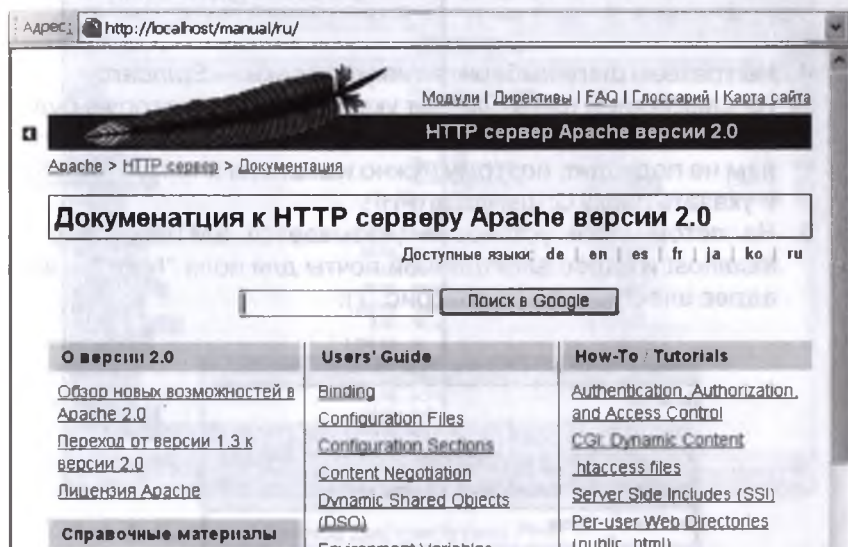 Адрес: http://localhost/manual/ru/
Модули | Директивы | FAQ | Глоссарий | Карта сайта
HTTP сервер Apache версии 2.0
Apache > HTTP сервер > Документация
Докуменатция к HTTP серверу Apache версии 2.0
Доступные языки: de | en | es | fr | ja | ko | ru
Поиск в Google
О версии 2.0
Обзор новых возможностей в
Apache 2.0
Переход от версии 1.3 к
версии 2.0
Лицензия Apache
Справочные материалы
Users' Guide
Binding
Configuration Files
Configuration Sections
Content Negotiation
Dynamic Shared Objects
(DSO)
Environment Variables
How-To / Tutorials
Authentication, Authorization,
and Access Control
CGI: Dynamic Content
.htaccess files
Server Side Includes (SSI)
Per-user Web Directories
(public_html)